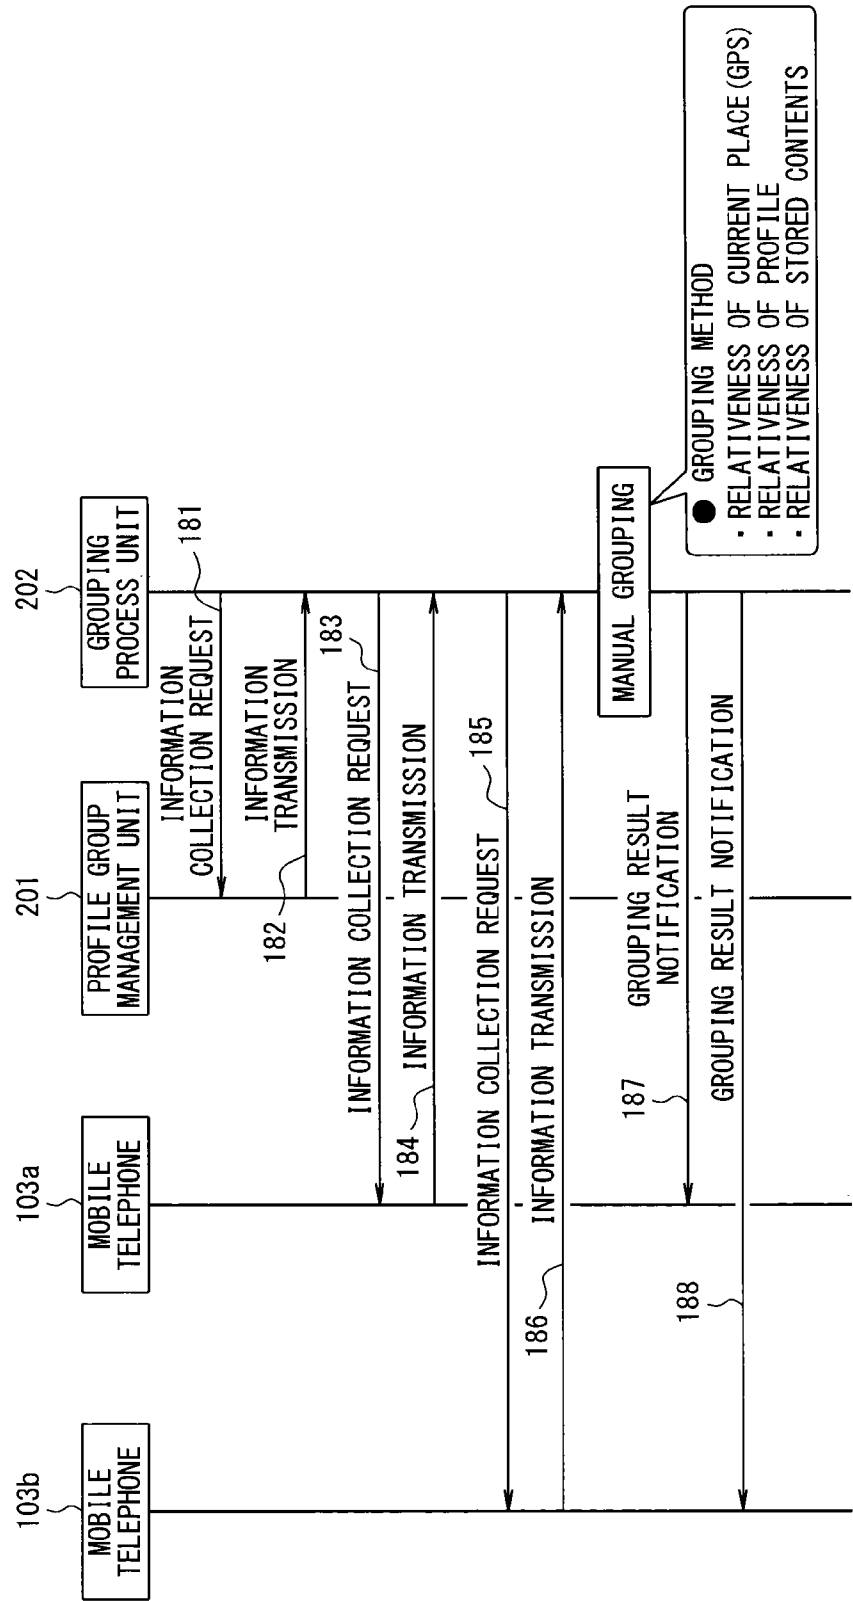 103b
MOBILE
TELEPHONE
103a
MOBILE
TELEPHONE
201
PROFILE GROUP
MANAGEMENT UNIT
202
GROUPING
PROCESS UNIT
INFORMATION
COLLECTION REQUEST
181
INFORMATION
TRANSMISSION
182
INFORMATION COLLECTION REQUEST
183
184
INFORMATION TRANSMISSION
INFORMATION COLLECTION REQUEST
185
186
INFORMATION TRANSMISSION
MANUAL GROUPING
● GROUPING METHOD
・RELATIVENESS OF CURRENT PLACE(GPS)
・RELATIVENESS OF PROFILE
・RELATIVENESS OF STORED CONTENTS
187
GROUPING RESULT
NOTIFICATION
188
GROUPING RESULT NOTIFICATION